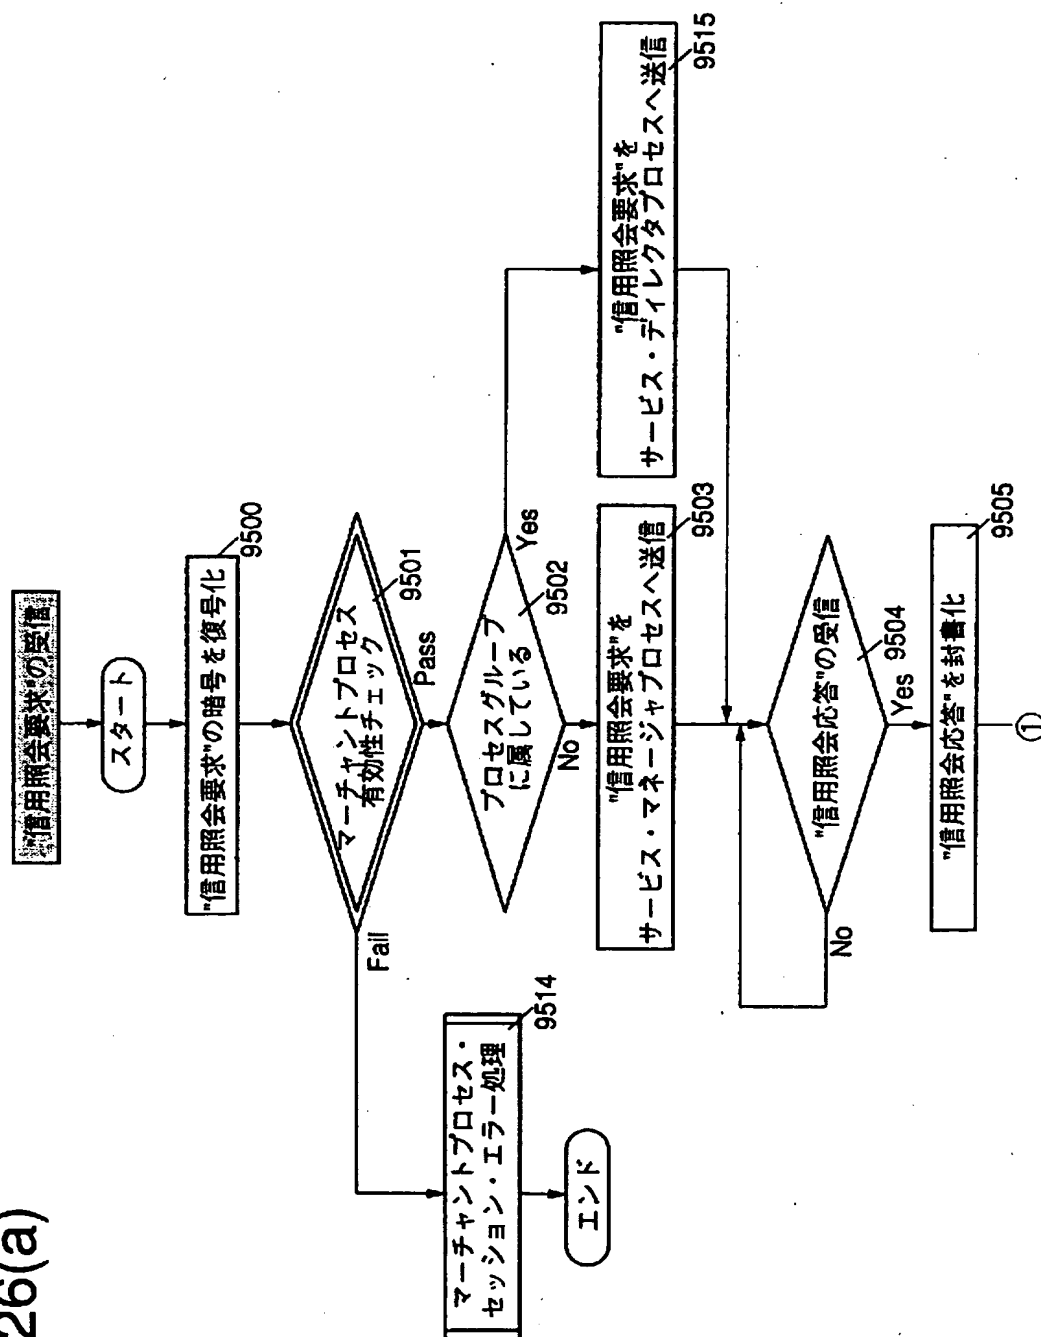 26(a)
"信用照会要求"の受信
スタート
"信用照会要求"の暗号を復号化
9500
マーチャントプロセス
有効性チェック
9501
Fail
Pass
マーチャントプロセス・
セッション・エラー処理
9514
エンド
プロセスグループ
に属している
9502
Yes
No
"信用照会要求"を
サービス・マネージャプロセスへ送信
9503
"信用照会要求"を
サービス・ディレクタプロセスへ送信
9515
"信用照会応答"の受信
9504
No
Yes
"信用照会応答"を封書化
9505
①